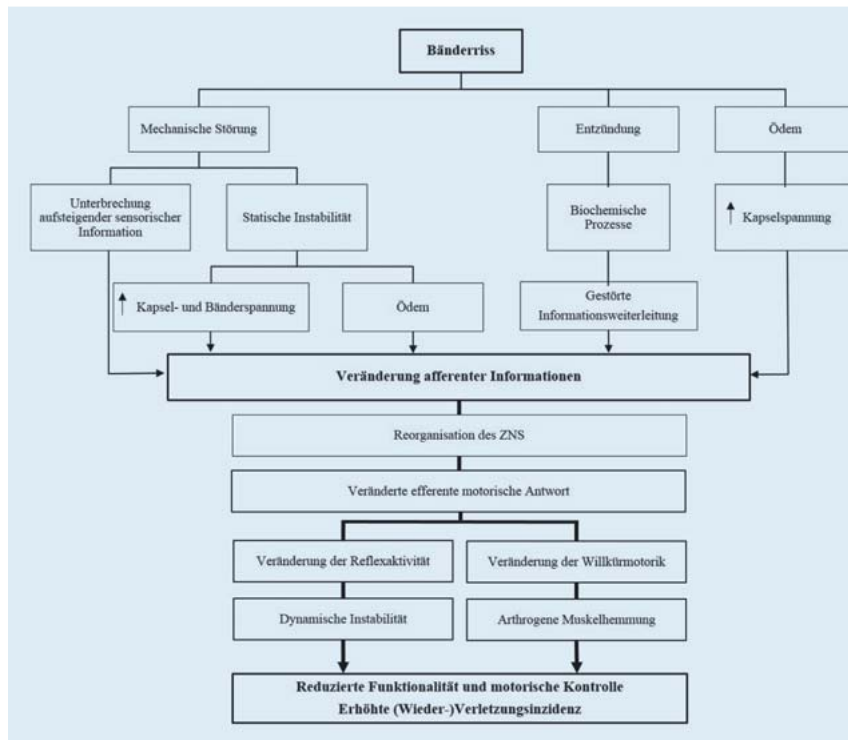 Bänderriss
Mechanische Störung
Entzündung
Ödem
Unterbrechung
aufsteigender sensorischer
Information
Statische Instabilität
Biochemische
Prozesse
↑ Kapselspannung
↑ Kapsel- und Bänderspannung
Ödem
Gestörte
Informationsweiterleitung
Veränderung afferenter Informationen
Reorganisation des ZNS
Veränderte efferente motorische Antwort
Veränderung der Reflexaktivität
Veränderung der Willkürmotorik
Dynamische Instabilität
Arthrogene Muskelhemmung
Reduzierte Funktionalität und motorische Kontrolle
Erhöhte (Wieder-)Verletzungsinzidenz